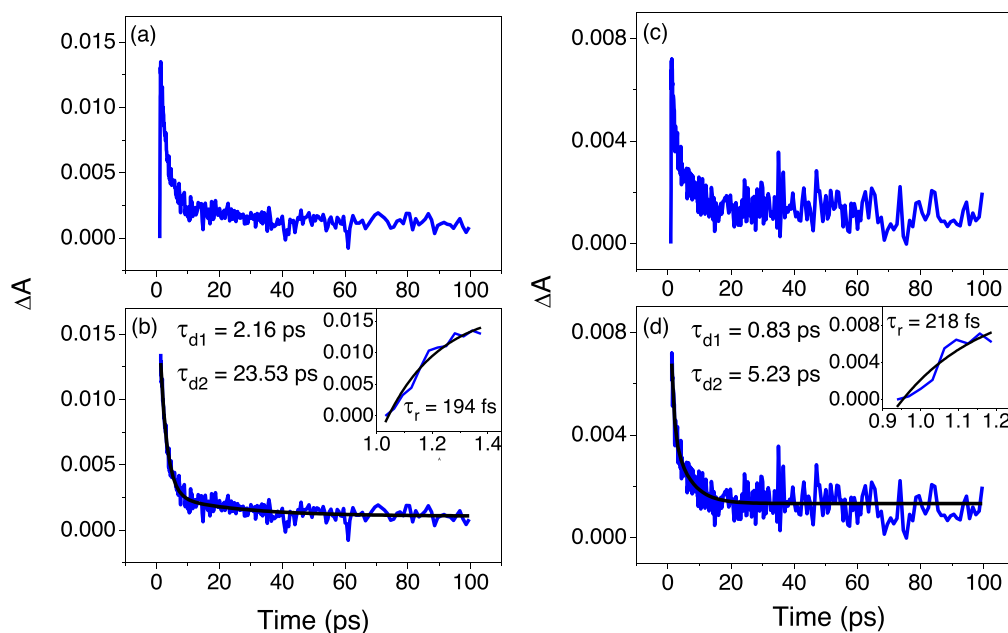 (a)
0.015
0.010
0.005
0.000
0 20 40 60 80 100
(c)
0.008
0.004
0.000
0 20 40 60 80 100
ΔA
ΔA
(b)
τd1 = 2.16 ps
τd2 = 23.53 ps
0.015
0.010
0.005
0.000
0 20 40 60 80 100
Time (ps)
0.015
0.010
0.005
0.000
τr = 194 fs
1.0 1.2 1.4
(d)
τd1 = 0.83 ps
τd2 = 5.23 ps
0.008
0.004
0.000
0 20 40 60 80 100
Time (ps)
τr = 218 fs
0.008
0.004
0.000
0.9 1.0 1.1 1.2